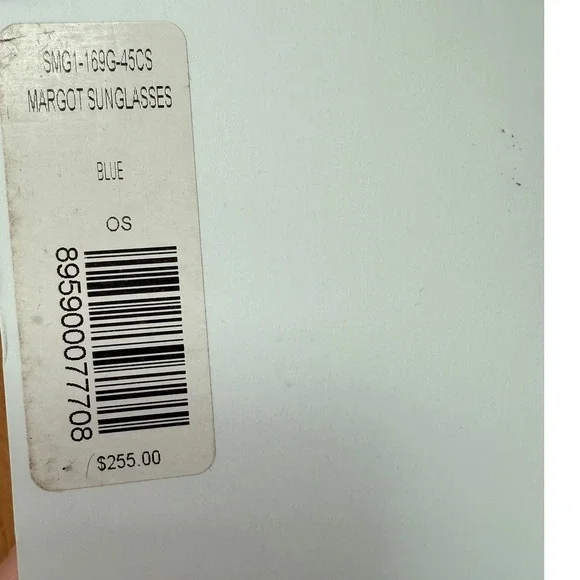 SMG1-169G-45CS
MARGOT SUNGLASSES
BLUE
OS
895900077708
$255.00